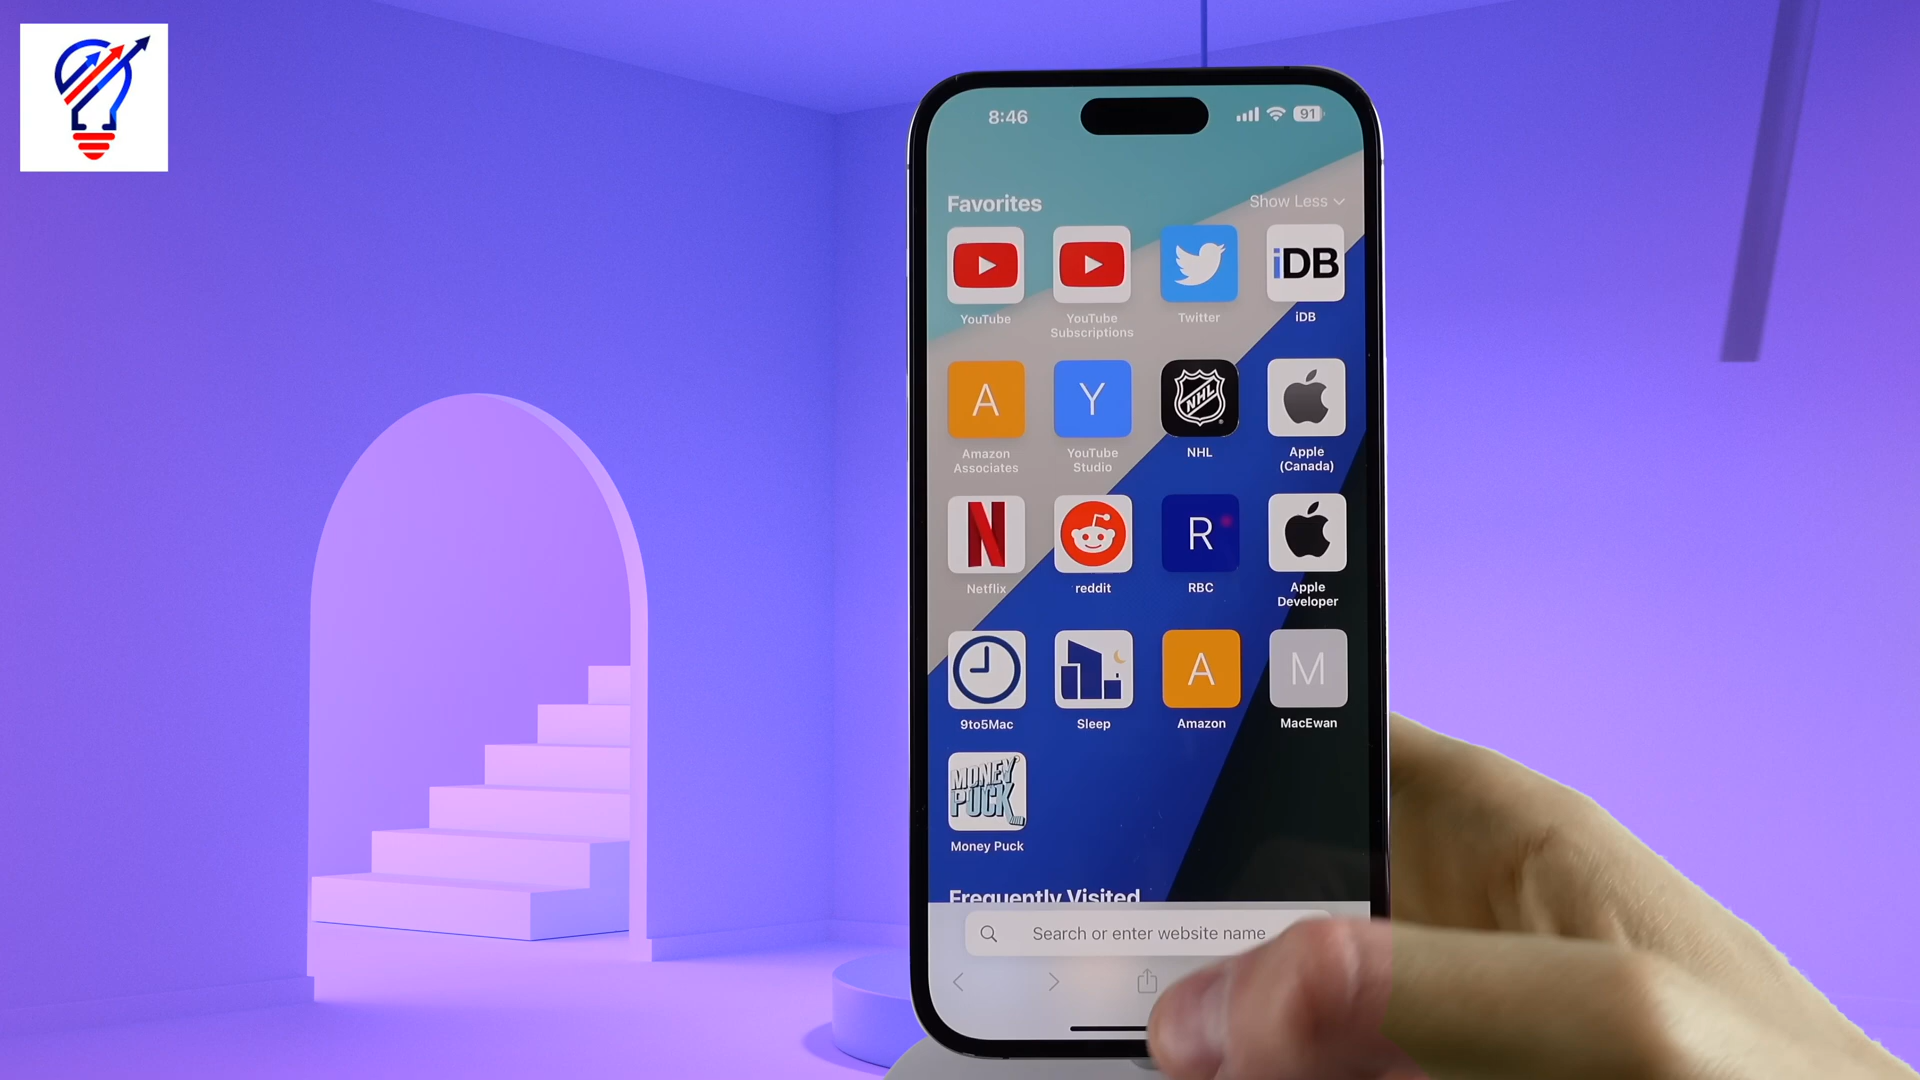 8:46
91
Favorites
Show Less
iDB
YouTube
YouTube
Subscriptions
Twitter
iDB
A
Y
NHL
Amazon
Associates
YouTube
Studio
NHL
Apple
(Canada)
N
R
Netflix
reddit
RBC
Apple
Developer
A
M
9to5Mac
Sleep
Amazon
MacEwan
MONEY
PUCK
Money Puck
Frequently Visited
Search or enter website name